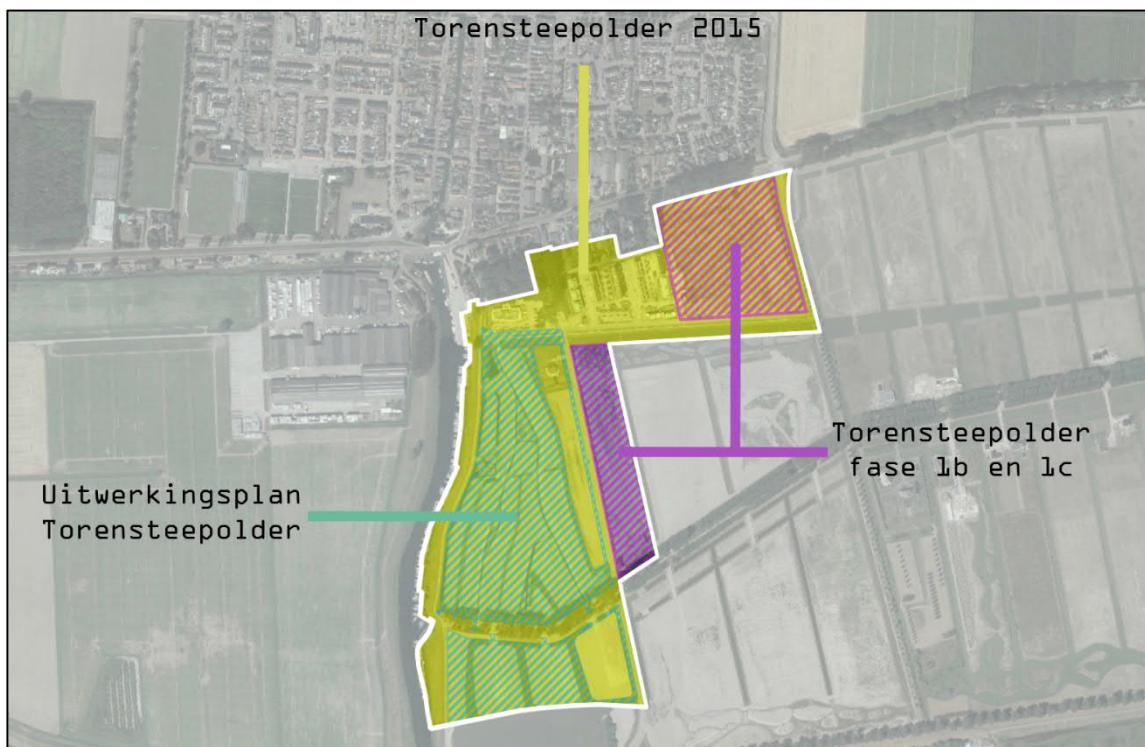 Torensteepolder 2015
Torensteepolder
fase 1b en 1c
Uitwerkingsplan
Torensteepolder